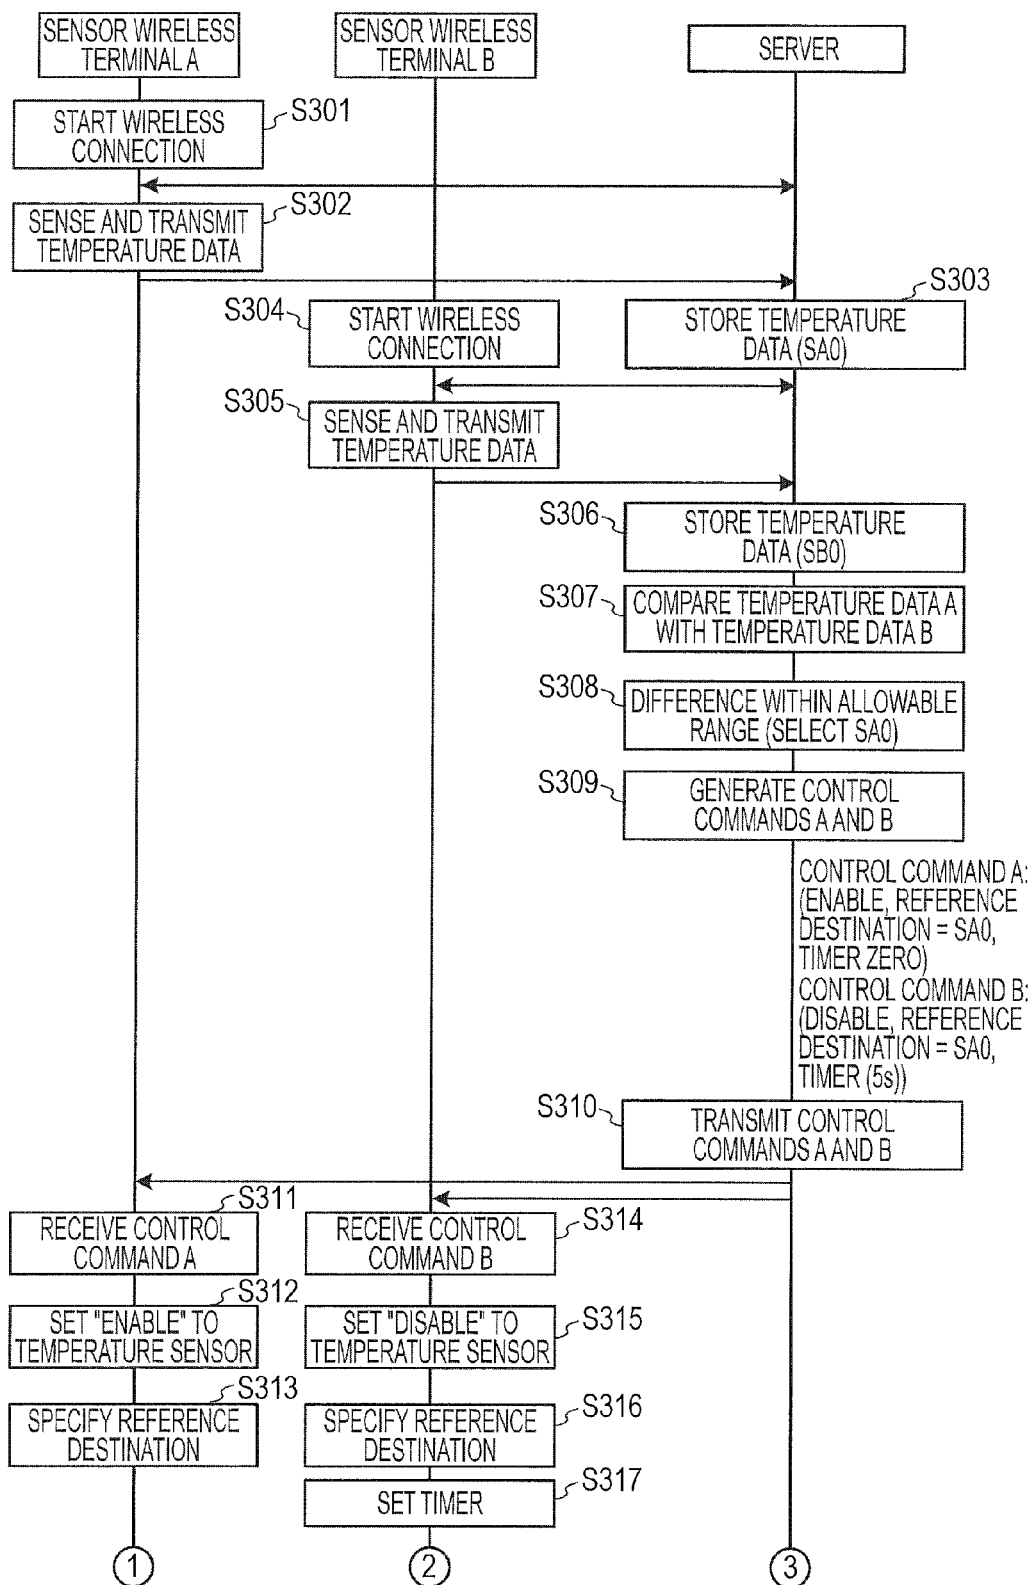 SENSOR WIRELESS
TERMINAL A
SENSOR WIRELESS
TERMINAL B
SERVER
START WIRELESS
CONNECTION
S301
SENSE AND TRANSMIT
TEMPERATURE DATA
S302
S303
STORE TEMPERATURE
DATA (SA0)
S304
START WIRELESS
CONNECTION
S305
SENSE AND TRANSMIT
TEMPERATURE DATA
S306
STORE TEMPERATURE
DATA (SB0)
S307
COMPARE TEMPERATURE DATA A
WITH TEMPERATURE DATA B
S308
DIFFERENCE WITHIN ALLOWABLE
RANGE (SELECT SA0)
S309
GENERATE CONTROL
COMMANDS A AND B
CONTROL COMMAND A:
(ENABLE, REFERENCE
DESTINATION = SA0,
TIMER ZERO)
CONTROL COMMAND B:
(DISABLE, REFERENCE
DESTINATION = SA0,
TIMER (5s))
S310
TRANSMIT CONTROL
COMMANDS A AND B
S311
RECEIVE CONTROL
COMMAND A
S314
RECEIVE CONTROL
COMMAND B
S312
SET "ENABLE" TO
TEMPERATURE SENSOR
S315
SET "DISABLE" TO
TEMPERATURE SENSOR
S313
SPECIFY REFERENCE
DESTINATION
S316
SPECIFY REFERENCE
DESTINATION
S317
SET TIMER
1
2
3